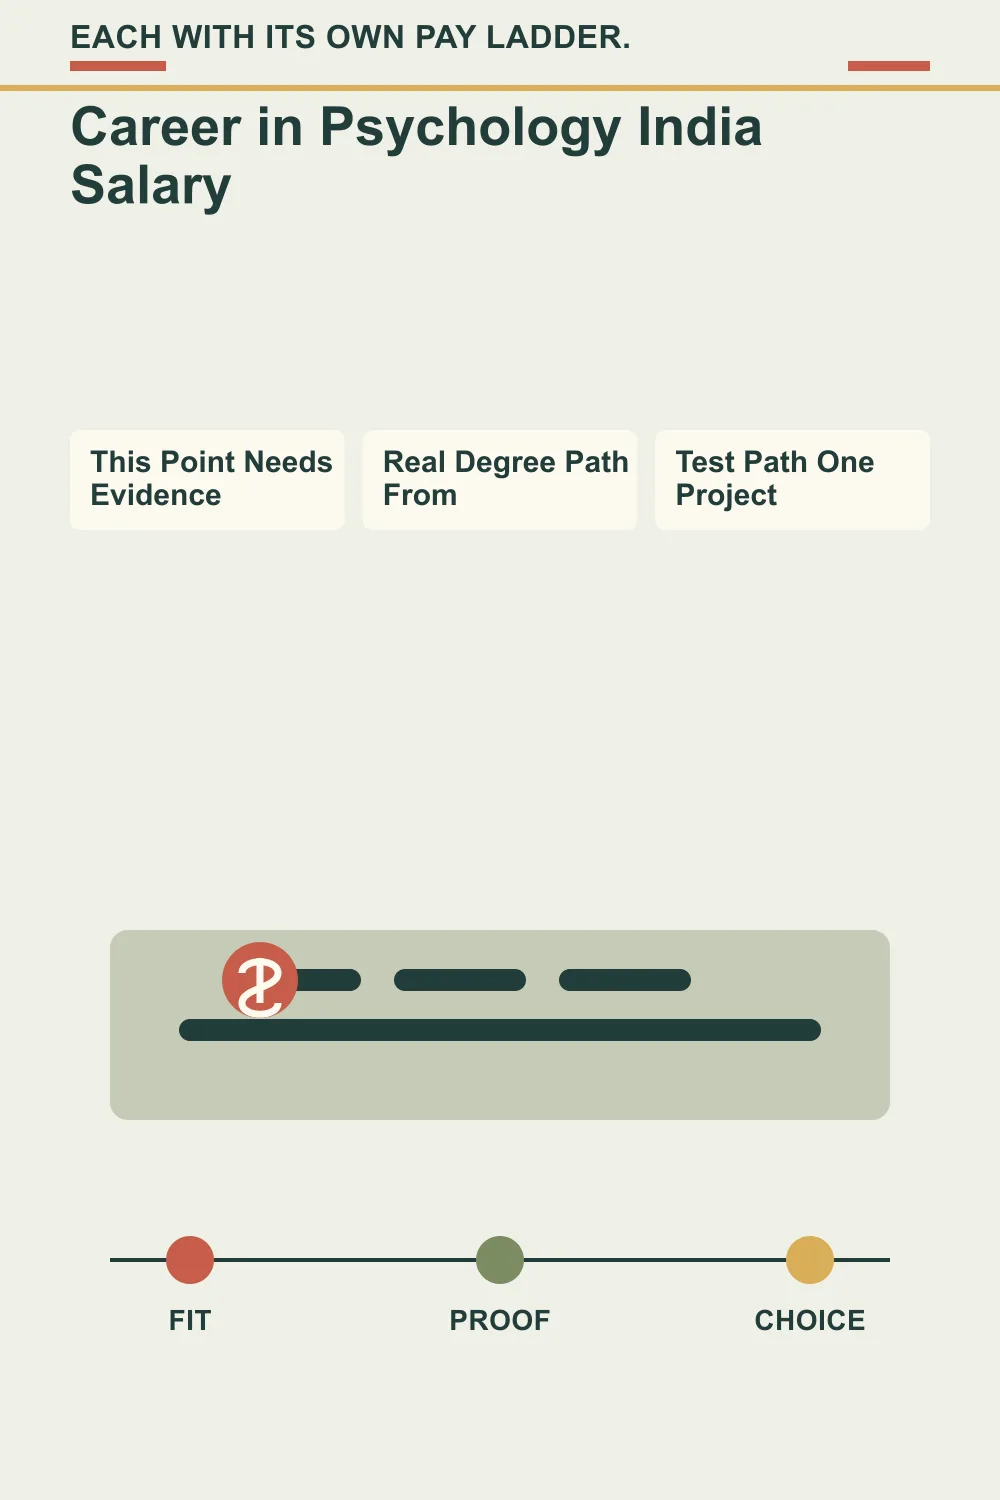 EACH WITH ITS OWN PAY LADDER.
Career in Psychology India
Salary
This Point Needs
Evidence
Real Degree Path
From
Test Path One
Project
FIT
PROOF
CHOICE